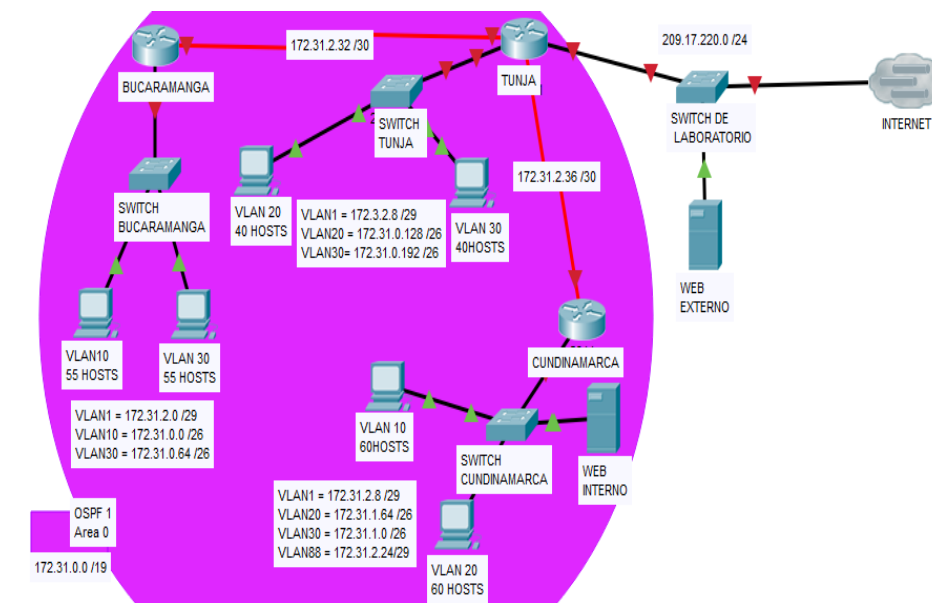 BUCARAMANGA
172.31.2.32 /30
TUNJA
209.17.220.0 /24
SWITCH DE
LABORATORIO
INTERNET
SWITCH
TUNJA
172.31.2.36 /30
SWITCH
BUCARAMANGA
VLAN 20
40 HOSTS
VLAN1 = 172.3.2.8 /29
VLAN20 = 172.31.0.128 /26
VLAN30= 172.31.0.192 /26
VLAN 30
40HOSTS
WEB
EXTERNO
VLAN10
55 HOSTS
VLAN 30
55 HOSTS
CUNDINAMARCA
VLAN1 = 172.31.2.0 /29
VLAN10 = 172.31.0.0 /26
VLAN30 = 172.31.0.64 /26
VLAN 10
60HOSTS
SWITCH
CUNDINAMARCA
WEB
INTERNO
VLAN1 = 172.31.2.8 /29
VLAN20 = 172.31.1.64 /26
VLAN30 = 172.31.1.0 /26
VLAN88 = 172.31.2.24/29
VLAN 20
60 HOSTS
OSPF 1
Area 0
172.31.0.0 /19